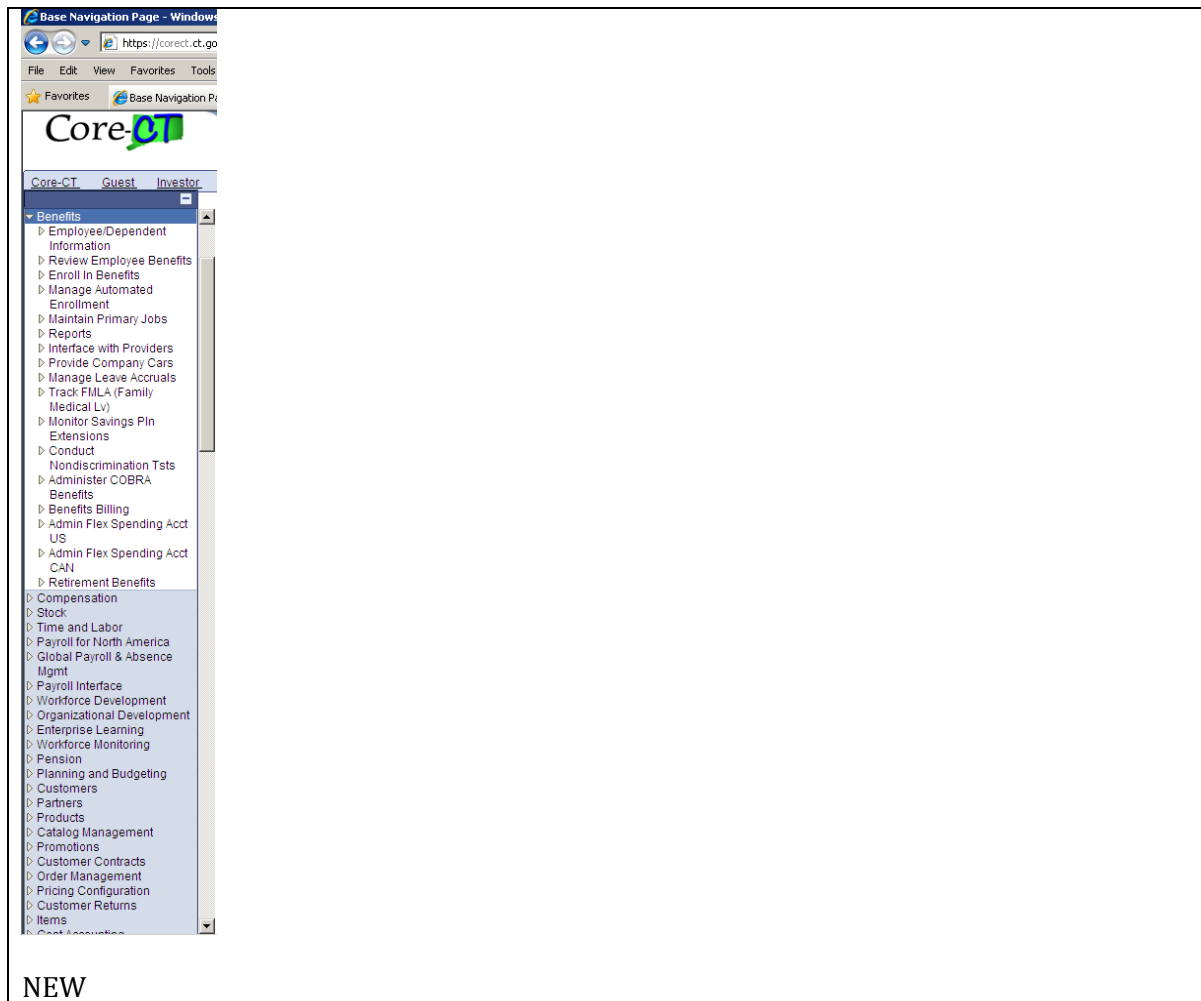 Base Navigation Page - Windows
https://corect.ct.go
File Edit View Favorites Tools
Favorites Base Navigation Pa
Core-CT
Core-CT Guest Investor
Benefits
Employee/Dependent
Information
Review Employee Benefits
Enroll In Benefits
Manage Automated
Enrollment
Maintain Primary Jobs
Reports
Interface with Providers
Provide Company Cars
Manage Leave Accruals
Track FMLA (Family
Medical Lv)
Monitor Savings Pln
Extensions
Conduct
Nondiscrimination Tsts
Administer COBRA
Benefits
Benefits Billing
Admin Flex Spending Acct
US
Admin Flex Spending Acct
CAN
Retirement Benefits
Compensation
Stock
Time and Labor
Payroll for North America
Global Payroll & Absence
Mgmt
Payroll Interface
Workforce Development
Organizational Development
Enterprise Learning
Workforce Monitoring
Pension
Planning and Budgeting
Customers
Partners
Products
Catalog Management
Promotions
Customer Contracts
Order Management
Pricing Configuration
Customer Returns
Items
Cost Accounting
NEW